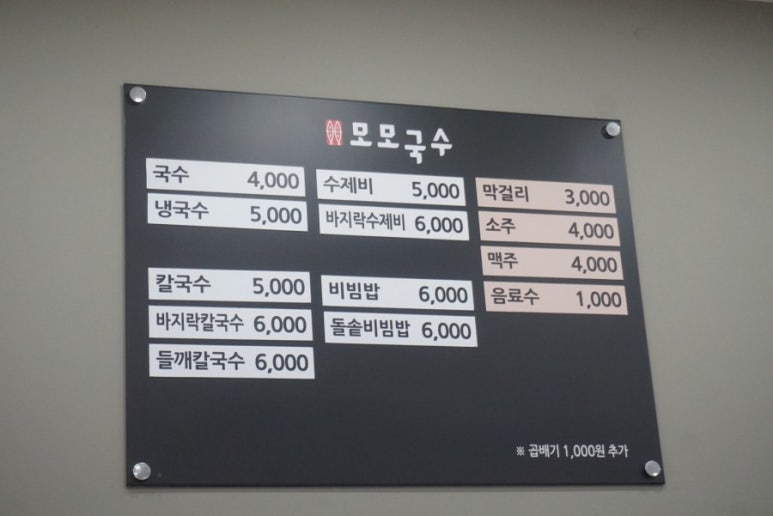 모모국수
국수 4,000
냉국수 5,000
칼국수 5,000
바지락칼국수 6,000
들깨칼국수 6,000
수제비 5,000
바지락수제비 6,000
비빔밥 6,000
돌솥비빔밥 6,000
막걸리 3,000
소주 4,000
맥주 4,000
음료수 1,000
※ 곱배기 1,000원 추가